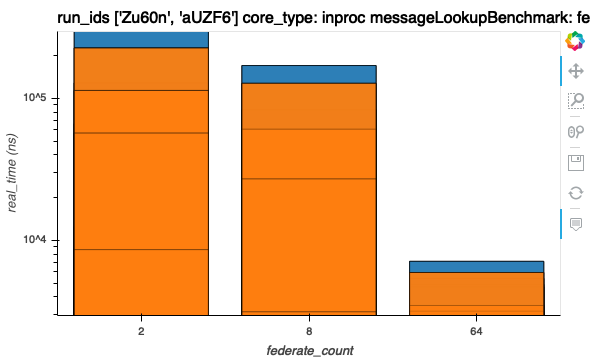 run_ids ['Zu60n', 'aUZF6'] core_type: inproc messageLookupBenchmark: fe
10^5
real_time (ns)
10^4
2 8 64
federate_count